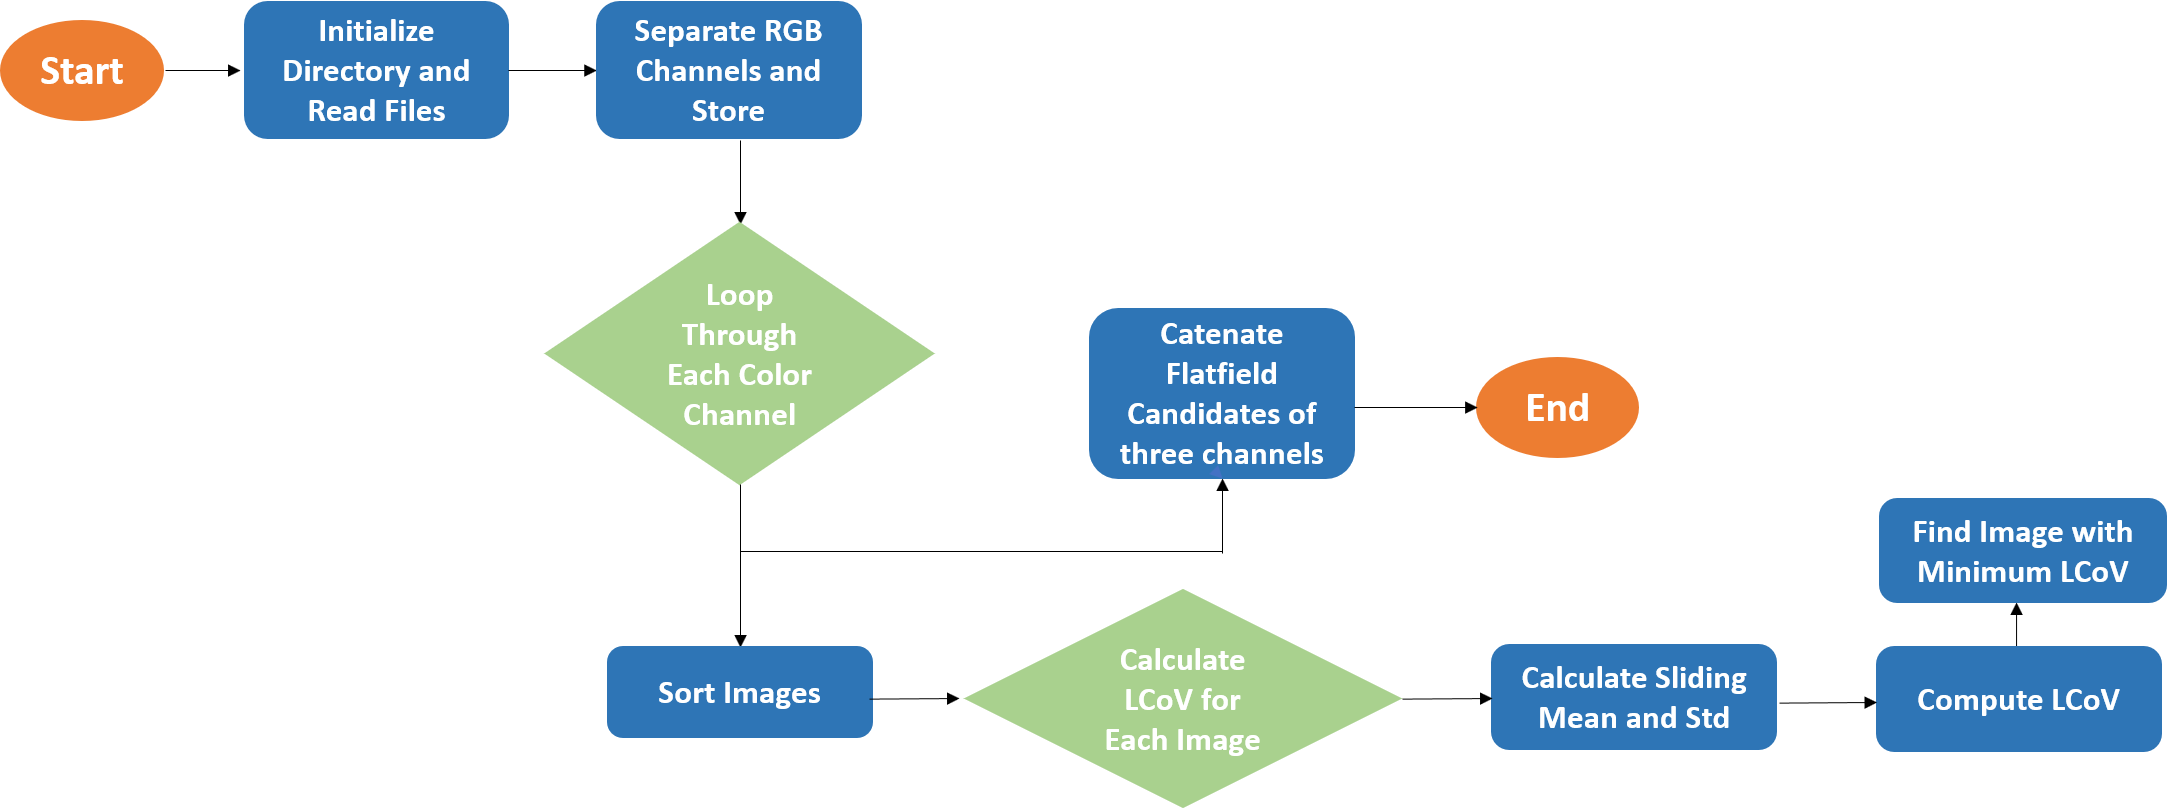 Start
Initialize
Directory and
Read Files
Separate RGB
Channels and
Store
Loop
Through
Each Color
Channel
Catenate
Flatfield
Candidates of
three channels
End
Sort Images
Calculate
LCoV for
Each Image
Calculate Sliding
Mean and Std
Compute LCoV
Find Image with
Minimum LCoV